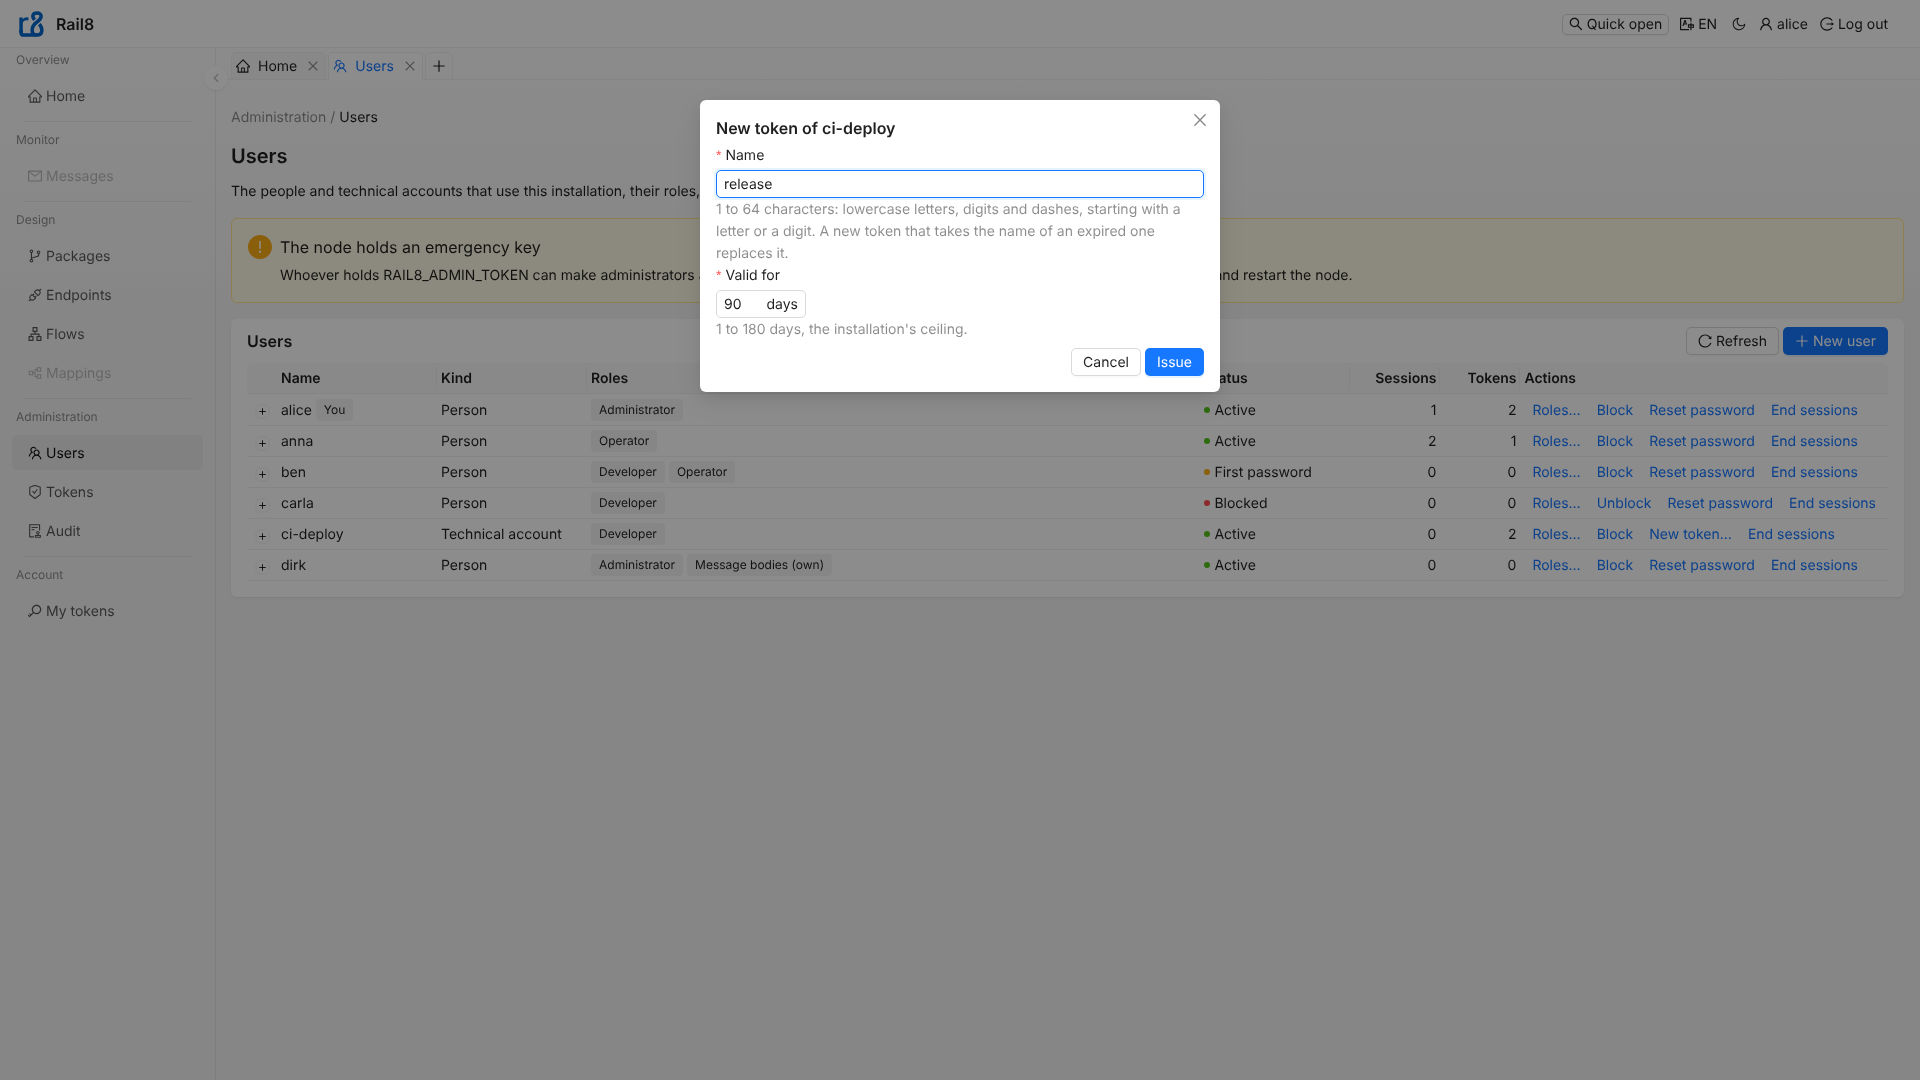 Rail8
Quick open
EN
alice
Log out
Overview
Home
Monitor
Messages
Design
Packages
Endpoints
Flows
Mappings
Administration
Users
Tokens
Audit
Account
My tokens
Home
Users
Administration / Users
Users
The people and technical accounts that use this installation, their roles,
The node holds an emergency key
Whoever holds RAIL8_ADMIN_TOKEN can make administrators
and restart the node.
Users
Refresh
New user
Name Kind Roles atus Sessions Tokens Actions
alice You Person Administrator Active 1 2 Roles... Block Reset password End sessions
anna Person Operator Active 2 1 Roles... Block Reset password End sessions
ben Person Developer Operator First password 0 0 Roles... Block Reset password End sessions
carla Person Developer Blocked 0 0 Roles... Unblock Reset password End sessions
ci-deploy Technical account Developer Active 0 2 Roles... Block New token... End sessions
dirk Person Administrator Message bodies (own) Active 0 0 Roles... Block Reset password End sessions
New token of ci-deploy
* Name
release
1 to 64 characters: lowercase letters, digits and dashes, starting with a
letter or a digit. A new token that takes the name of an expired one
replaces it.
* Valid for
90 days
1 to 180 days, the installation's ceiling.
Cancel
Issue